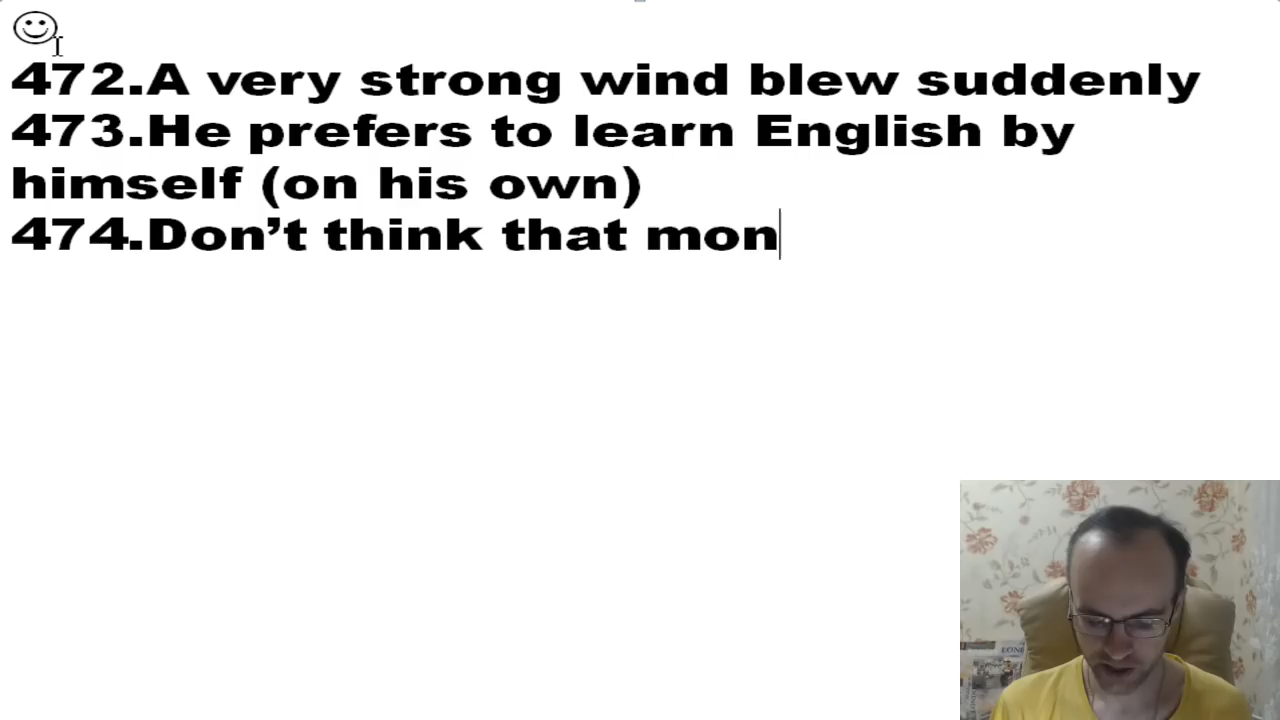 472.A very strong wind blew suddenly
473.He prefers to learn English by
himself (on his own)
474.Don’t think that mon